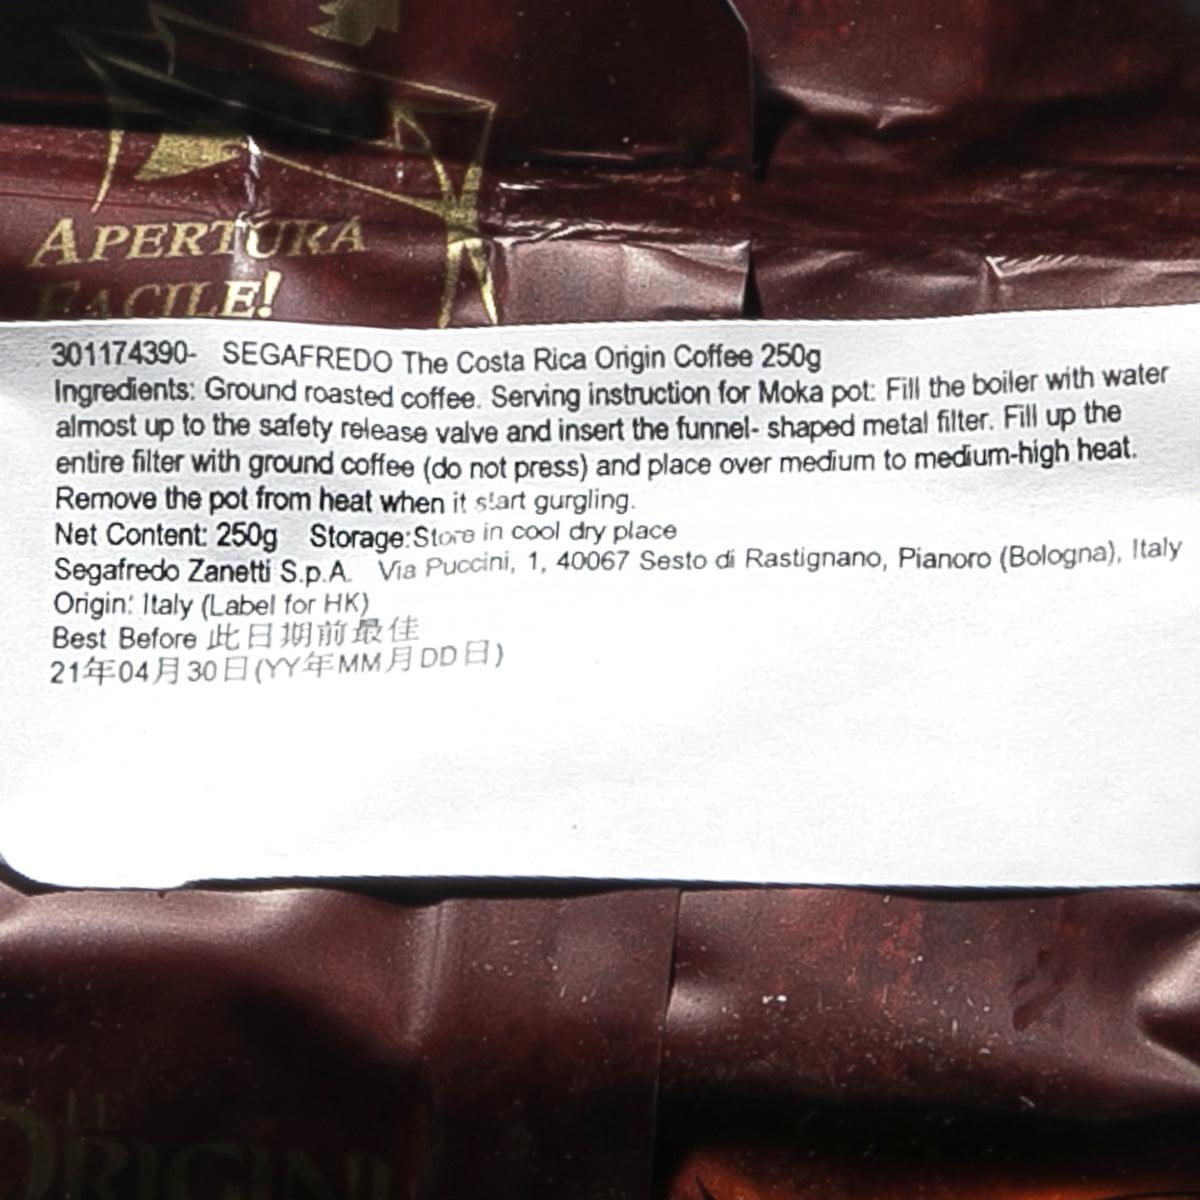 APERTURA
FACILE!
301174390- SEGAFREDO The Costa Rica Origin Coffee 250g
Ingredients: Ground roasted coffee. Serving instruction for Moka pot: Fill the boiler with water
almost up to the safety release valve and insert the funnel- shaped metal filter. Fill up the
entire filter with ground coffee (do not press) and place over medium to medium-high heat.
Remove the pot from heat when it start gurgling.
Net Content: 250g Storage:Store in cool dry place
Segafredo Zanetti S.p.A. Via Puccini, 1, 40067 Sesto di Rastignano, Pianoro (Bologna), Italy
Origin: Italy (Label for HK)
Best Before 此日期前最佳
21年04月30日(YY年MM月DD日)
LE
ORIGINI